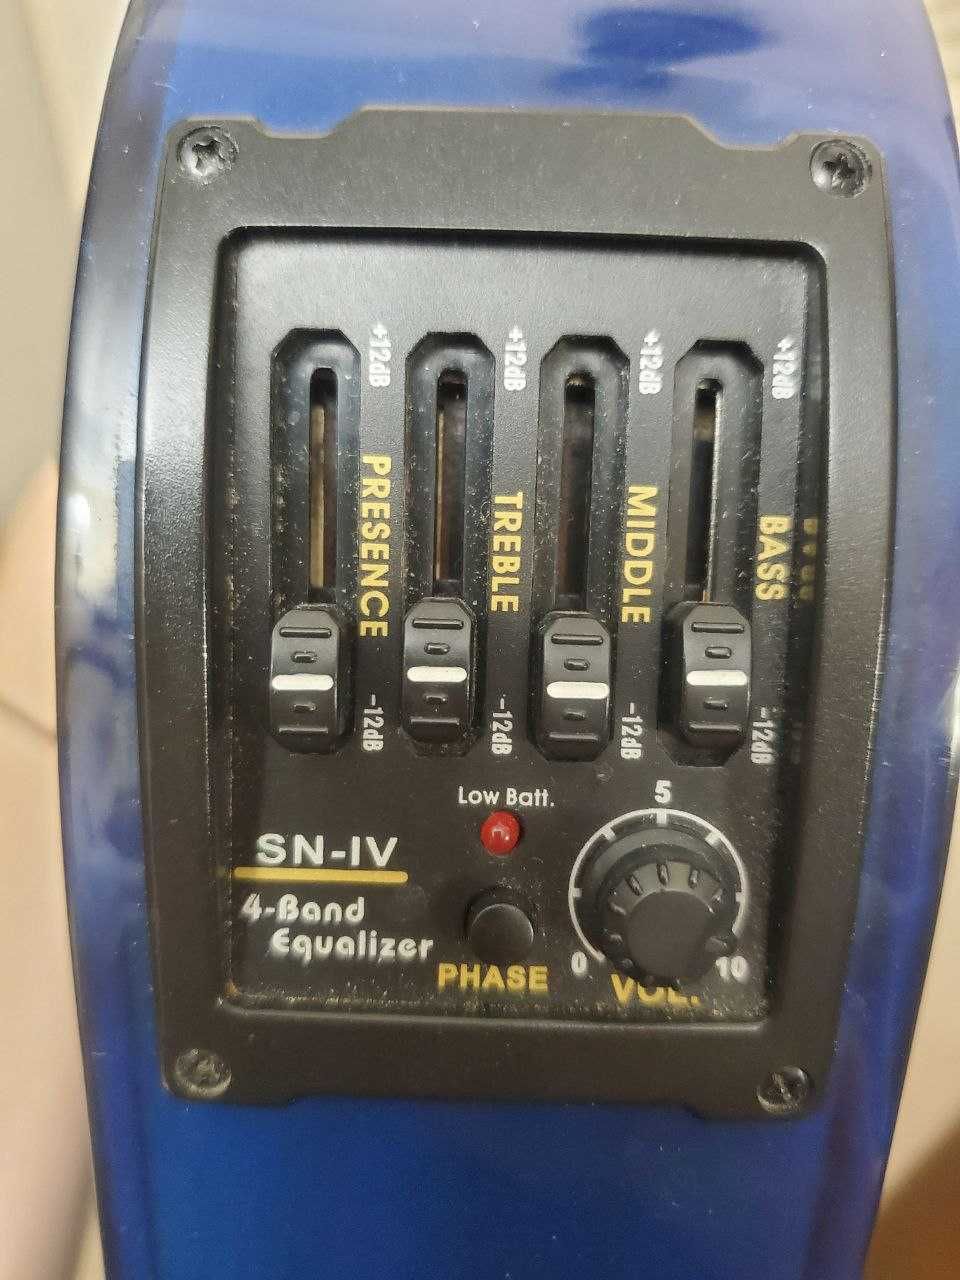 +12dB
+12dB
+12dB
+12dB
PRESENCE
TREBLE
MIDDLE
BASS
-12dB
-12dB
-12dB
-12dB
Low Batt.
5
SN-IV
4-Band
Equalizer
0
10
PHASE
VOL.